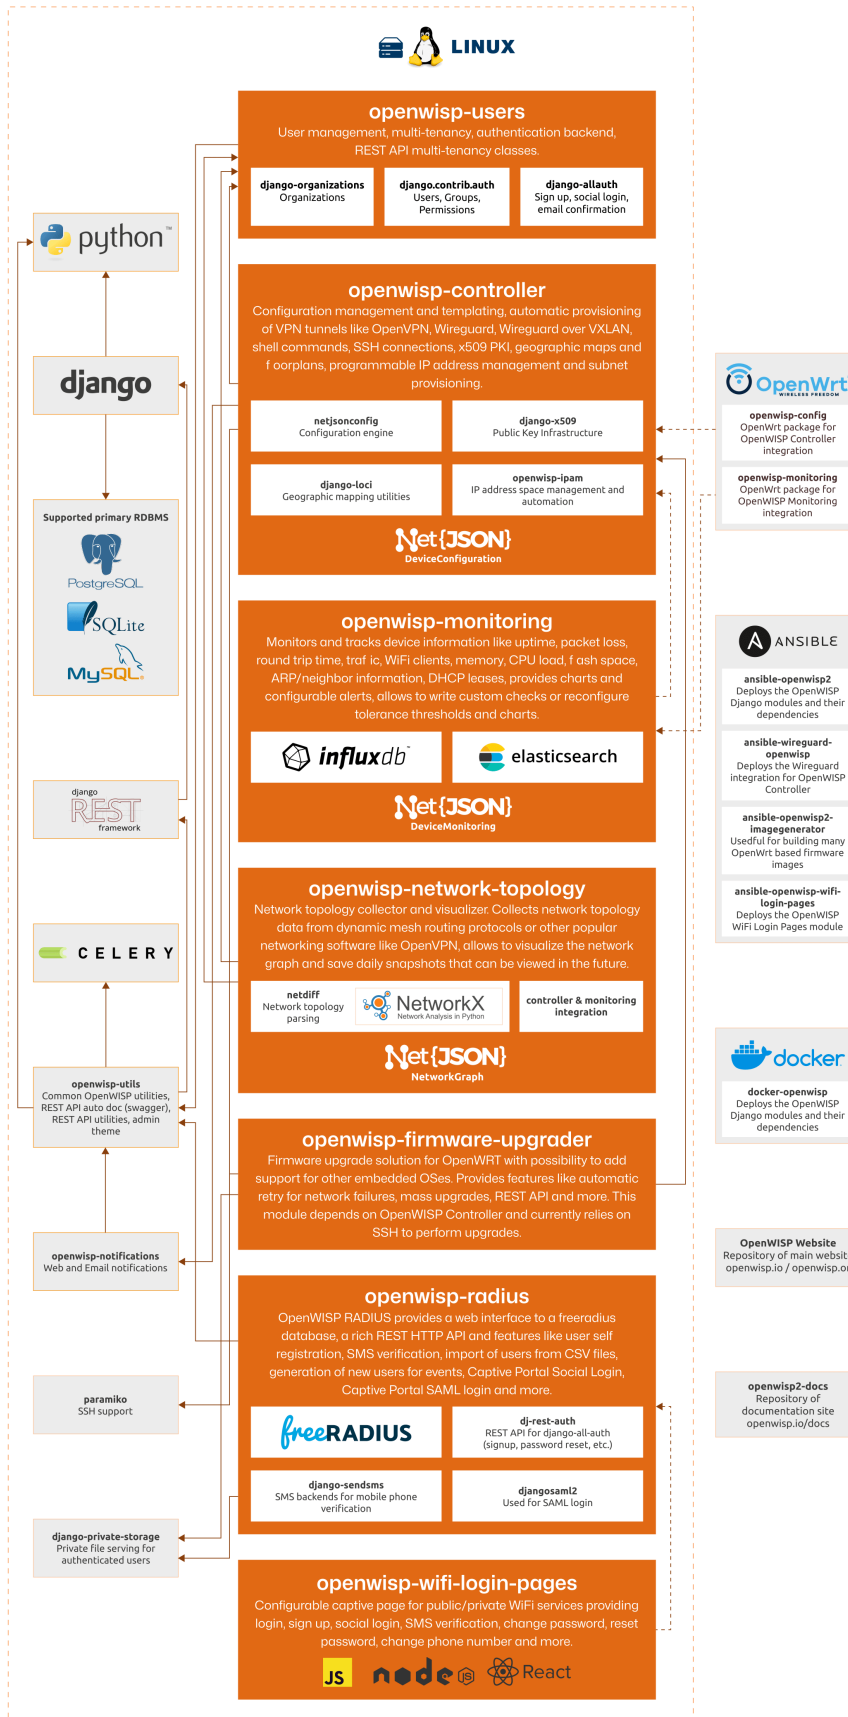 LINUX
openwisp-users
User management, multi-tenancy, authentication backend,
REST API multi-tenancy classes.
django-organizations
Organizations
django.contrib.auth
Users, Groups,
Permissions
django-allauth
Sign up, social login,
email confirmation
python™
django
Supported primary RDBMS
PostgreSQL
SQLite
MySQL®
django
REST
framework
CELERY
openwisp-utils
Common OpenWISP utilities,
REST API auto doc (swagger),
REST API utilities, admin
theme
openwisp-notifications
Web and Email notifications
paramiko
SSH support
django-private-storage
Private file serving for
authenticated users
openwisp-controller
Configuration management and templating, automatic provisioning
of VPN tunnels like OpenVPN, Wireguard, Wireguard over VXLAN,
shell commands, SSH connections, x509 PKI, geographic maps and
f oorplans, programmable IP address management and subnet
provisioning.
netjsonconfig
Configuration engine
django-x509
Public Key Infrastructure
django-loci
Geographic mapping utilities
openwisp-ipam
IP address space management and
automation
Net{JSON}
DeviceConfiguration
openwisp-monitoring
Monitors and tracks device information like uptime, packet loss,
round trip time, traf ic, WiFi clients, memory, CPU load, f ash space,
ARP/neighbor information, DHCP leases, provides charts and
configurable alerts, allows to write custom checks or reconfigure
tolerance thresholds and charts.
influxdb™
elasticsearch
Net{JSON}
DeviceMonitoring
openwisp-network-topology
Network topology collector and visualizer. Collects network topology
data from dynamic mesh routing protocols or other popular
networking software like OpenVPN, allows to visualize the network
graph and save daily snapshots that can be viewed in the future.
netdiff
Network topology
parsing
NetworkX
Network Analysis in Python
controller & monitoring
integration
Net{JSON}
NetworkGraph
openwisp-firmware-upgrader
Firmware upgrade solution for OpenWRT with possibility to add
support for other embedded OSes. Provides features like automatic
retry for network failures, mass upgrades, REST API and more. This
module depends on OpenWISP Controller and currently relies on
SSH to perform upgrades.
openwisp-radius
OpenWISP RADIUS provides a web interface to a freeradius
database, a rich REST HTTP API and features like user self
registration, SMS verification, import of users from CSV files,
generation of new users for events, Captive Portal Social Login,
Captive Portal SAML login and more.
freeRADIUS
dj-rest-auth
REST API for django-all-auth
(signup, password reset, etc.)
django-sendsms
SMS backends for mobile phone
verification
djangosaml2
Used for SAML login
openwisp-wifi-login-pages
Configurable captive page for public/private WiFi services providing
login, sign up, social login, SMS verification, change password, reset
password, change phone number and more.
JS
node JS
React
OpenWrt
WIRELESS FREEDOM
openwisp-config
OpenWrt package for
OpenWISP Controller
integration
openwisp-monitoring
OpenWrt package for
OpenWISP Monitoring
integration
A ANSIBLE
ansible-openwisp2
Deploys the OpenWISP
Django modules and their
dependencies
ansible-wireguard-
openwisp
Deploys the Wireguard
integration for OpenWISP
Controller
ansible-openwisp2-
imagegenerator
Usedful for building many
OpenWrt based firmware
images
ansible-openwisp-wifi-
login-pages
Deploys the OpenWISP
WiFi Login Pages module
docker
docker-openwisp
Deploys the OpenWISP
Django modules and their
dependencies
OpenWISP Website
Repository of main websit
openwisp.io / openwisp.or
openwisp2-docs
Repository of
documentation site
openwisp.io/docs